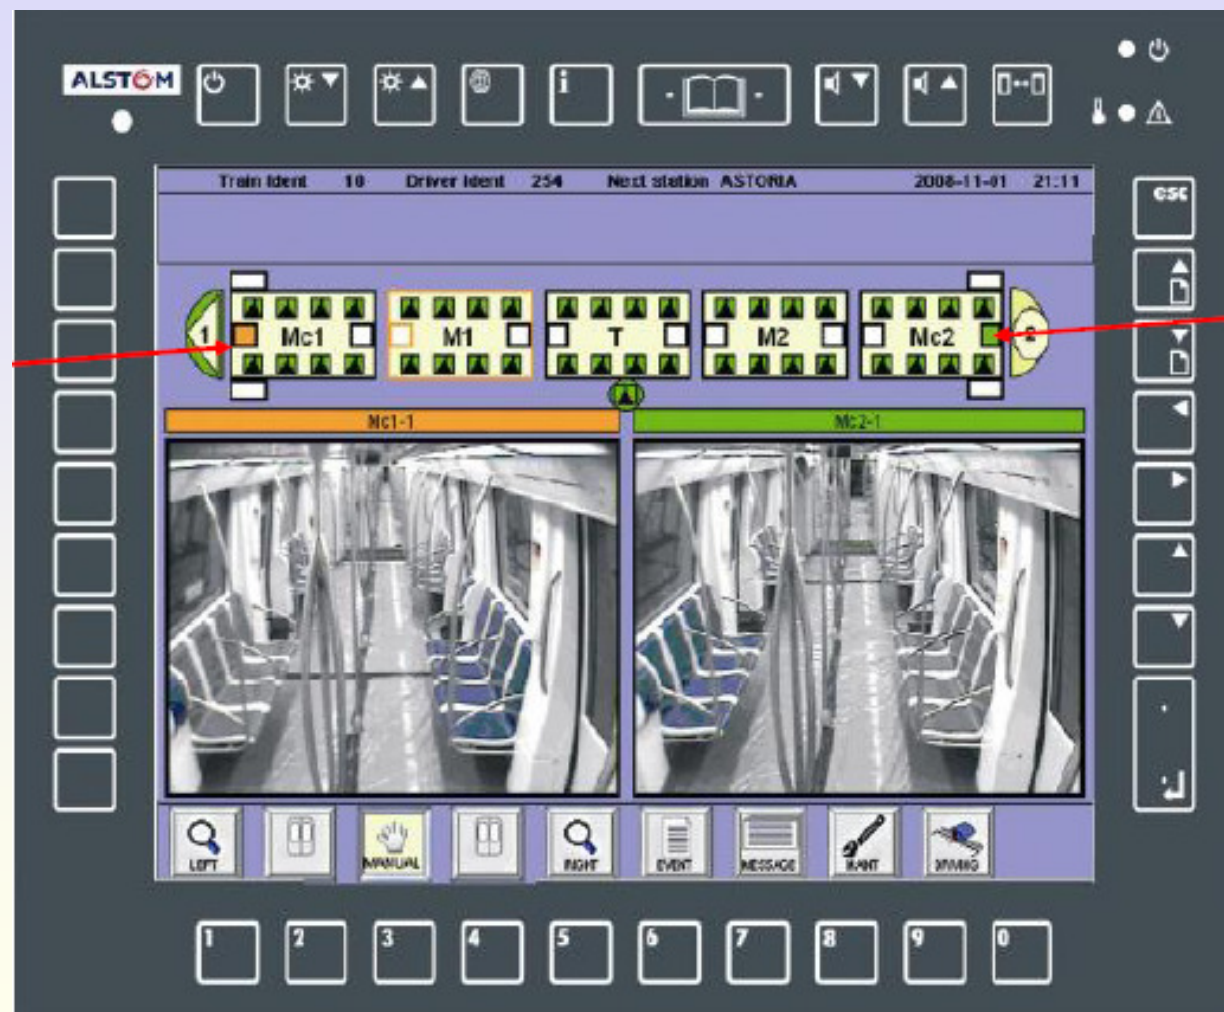 ALSTOM
i
Train Ident 10 Driver Ident 254 Next station ASTORIA 2008-11-01 21:11
esc
1 Mc1 M1 T M2 Mc2 2
Mc1-1 Mc2-1
LEFT MANUAL RIGHT EVENT MESSAGE MAINT DRIVING
1 2 3 4 5 6 7 8 9 0